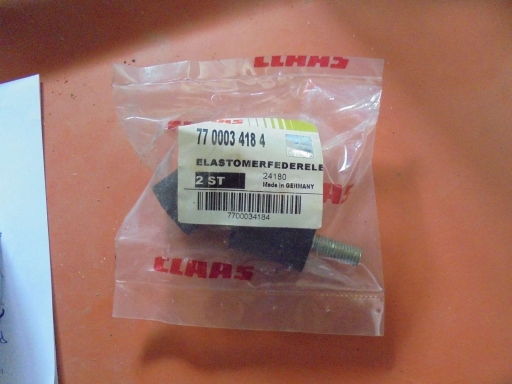 CLAAS
CLAAS
77 0003 418 4
ELASTOMERFEDERELE
2 ST
24180
Made in GERMANY
7700034184
CLAAS
CLAAS